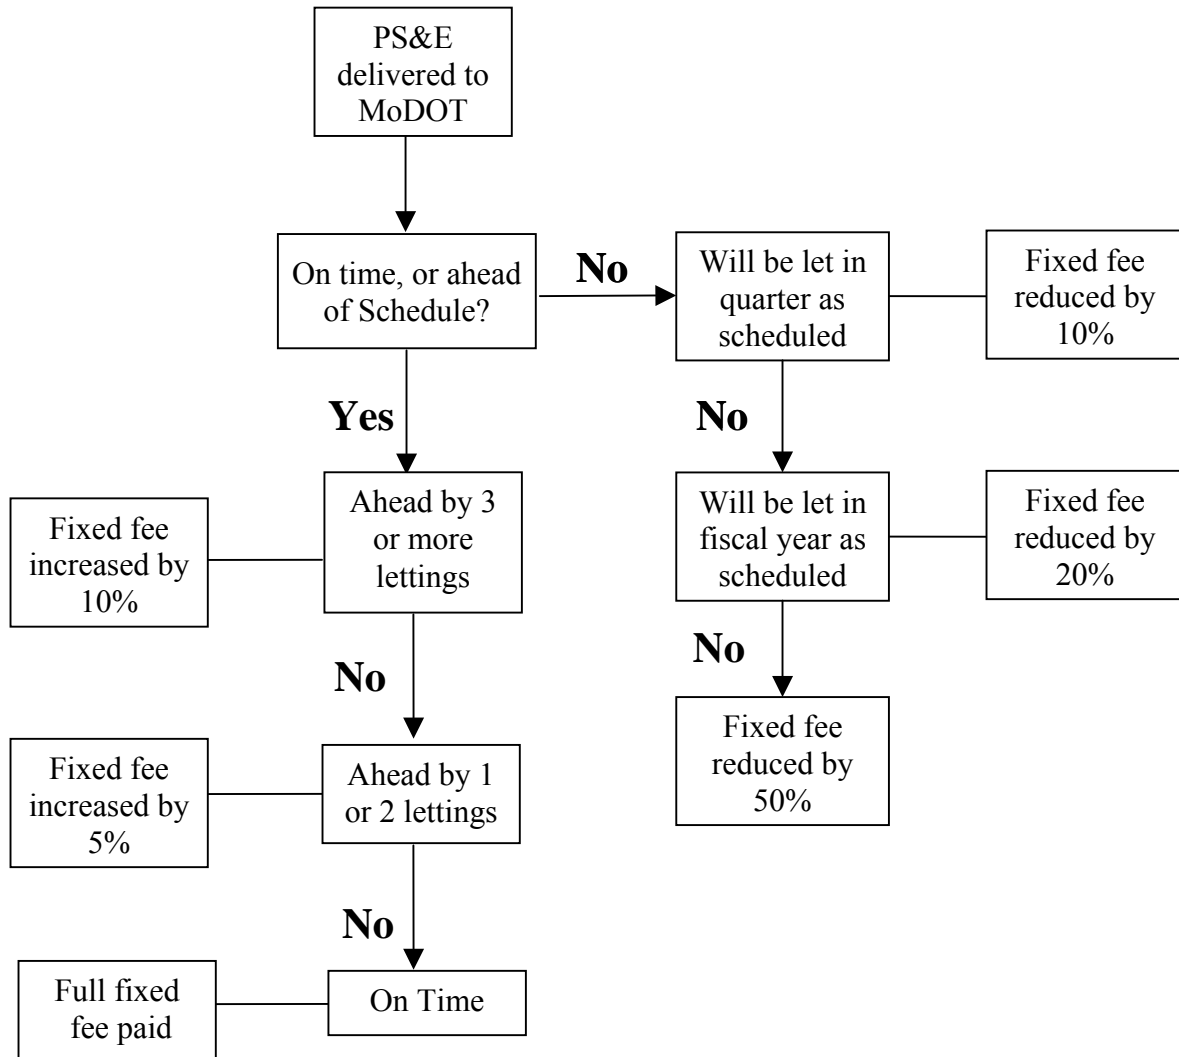 PS&E
delivered to
MoDOT
On time, or ahead
of Schedule?
No
Will be let in
quarter as
scheduled
Fixed fee
reduced by
10%
Yes
No
Fixed fee
increased by
10%
Ahead by 3
or more
lettings
Will be let in
fiscal year as
scheduled
Fixed fee
reduced by
20%
No
No
Fixed fee
increased by
5%
Ahead by 1
or 2 lettings
Fixed fee
reduced by
50%
No
Full fixed
fee paid
On Time